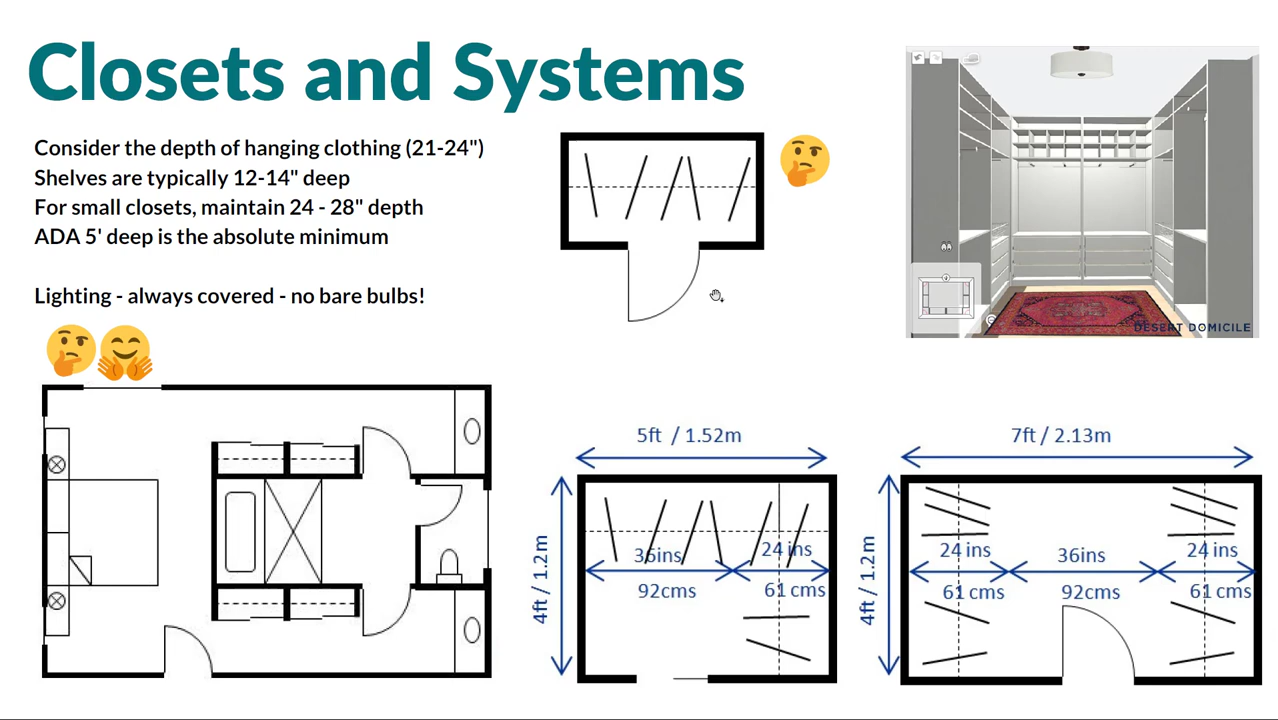 Closets and Systems
Consider the depth of hanging clothing (21-24")
Shelves are typically 12-14" deep
For small closets, maintain 24 - 28" depth
ADA 5' deep is the absolute minimum
Lighting - always covered - no bare bulbs!
DESERT DOMICILE
5ft / 1.52m
4ft / 1.2m
36ins
24 ins
92cms
61 cms
7ft / 2.13m
4ft / 1.2m
24 ins
36ins
24 ins
61 cms
92cms
61 cms